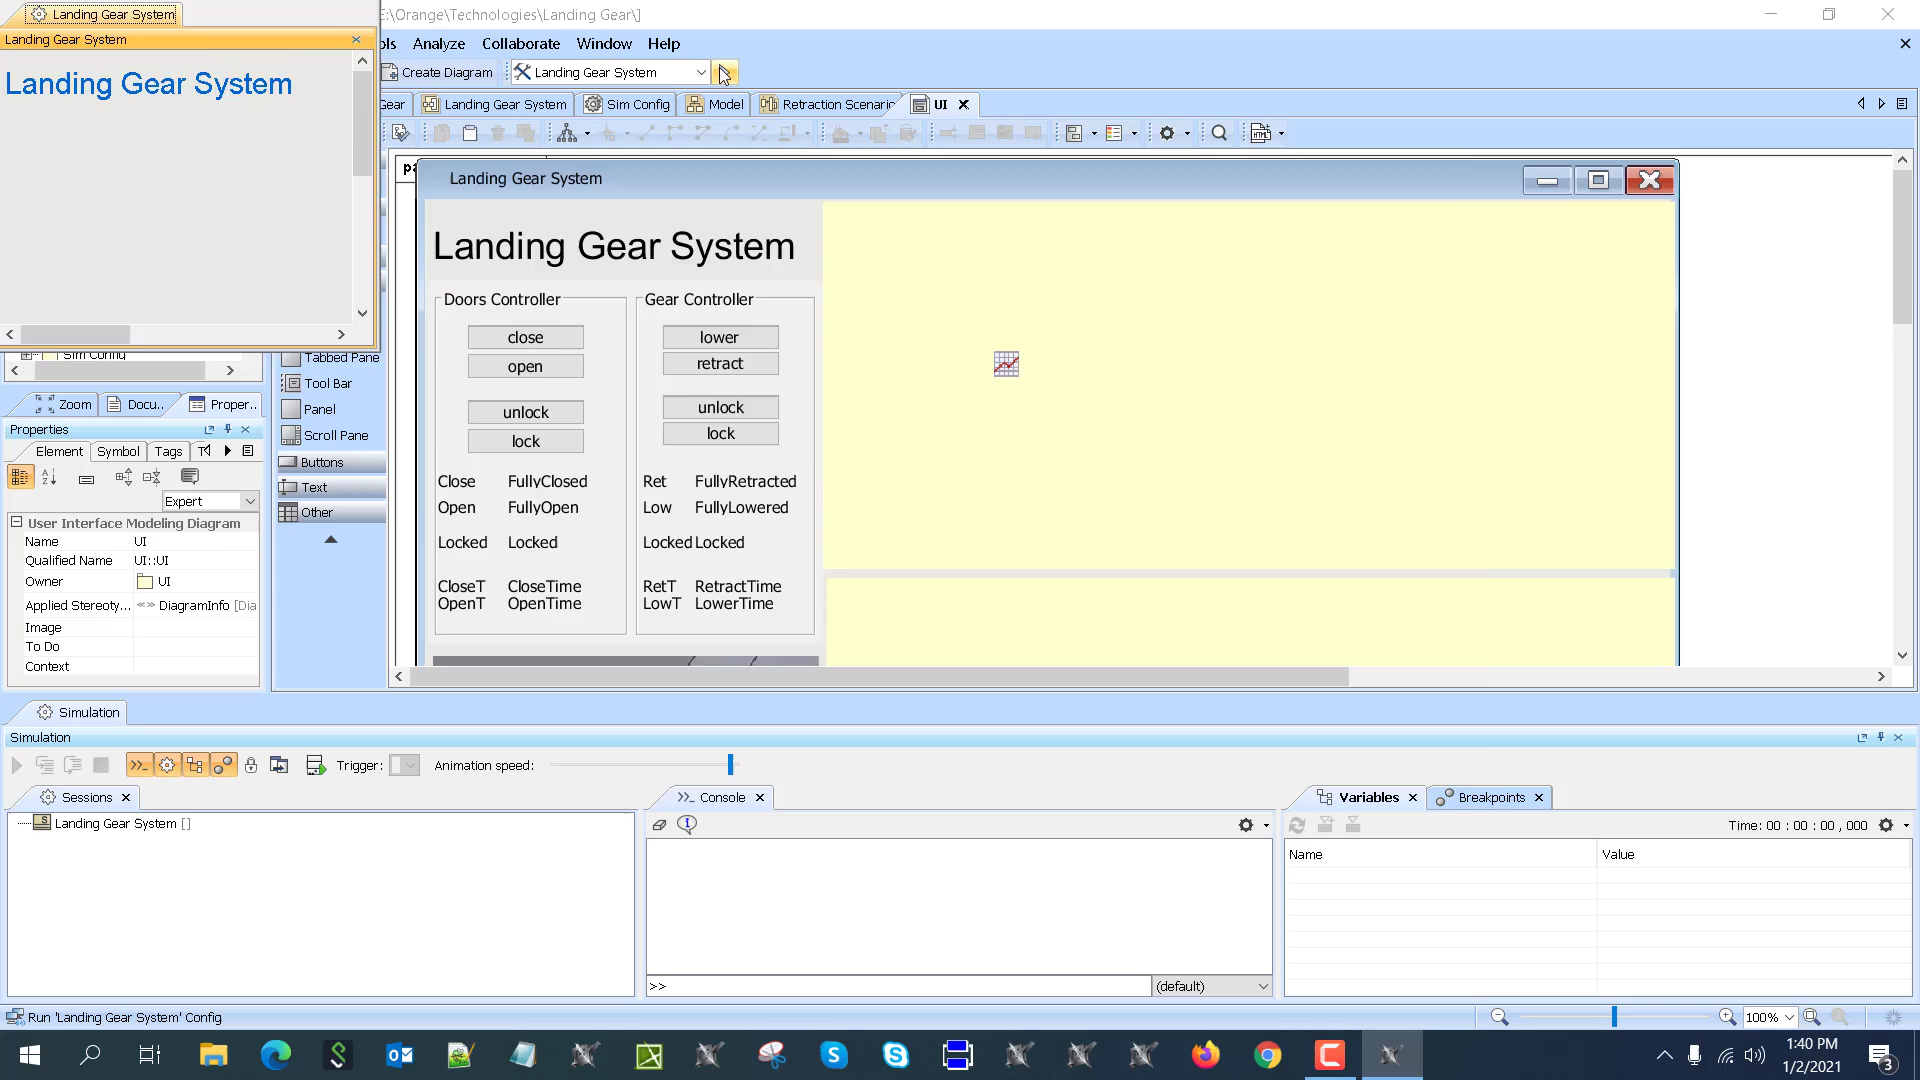 Landing Gear System
E:\Orange\Technologies\Landing Gear\]
Landing Gear System
ols Analyze Collaborate Window Help
Landing Gear System
Create Diagram Landing Gear System
Gear Landing Gear System Sim Config Model Retraction Scenario UI
Landing Gear System
Landing Gear System
Doors Controller Gear Controller
close lower
open retract
unlock unlock
lock lock
Close FullyClosed Ret FullyRetracted
Open FullyOpen Low FullyLowered
Locked Locked Locked Locked
CloseT CloseTime RetT RetractTime
OpenT OpenTime LowT LowerTime
Sim Config
Tabbed Pane
Tool Bar
Panel
Scroll Pane
Buttons
Text
Other
Zoom Docu... Proper..
Properties
Element Symbol Tags
Expert
User Interface Modeling Diagram
Name UI
Qualified Name UI::UI
Owner UI
Applied Stereoty... «» DiagramInfo [Dia
Image
To Do
Context
Simulation
Simulation
Trigger: Animation speed:
Sessions Console Variables Breakpoints
Landing Gear System []
Time: 00 : 00 : 00 , 000
Name Value
>> (default)
Run 'Landing Gear System' Config 100%
1:40 PM
1/2/2021
3